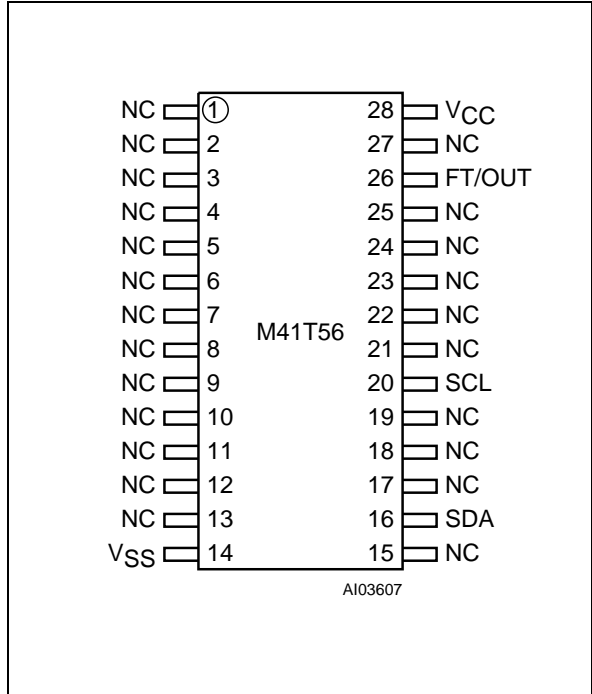 NC 1 28 VCC
NC 2 27 NC
NC 3 26 FT/OUT
NC 4 25 NC
NC 5 24 NC
NC 6 23 NC
NC 7 22 NC
M41T56
NC 8 21 NC
NC 9 20 SCL
NC 10 19 NC
NC 11 18 NC
NC 12 17 NC
NC 13 16 SDA
VSS 14 15 NC
AI03607